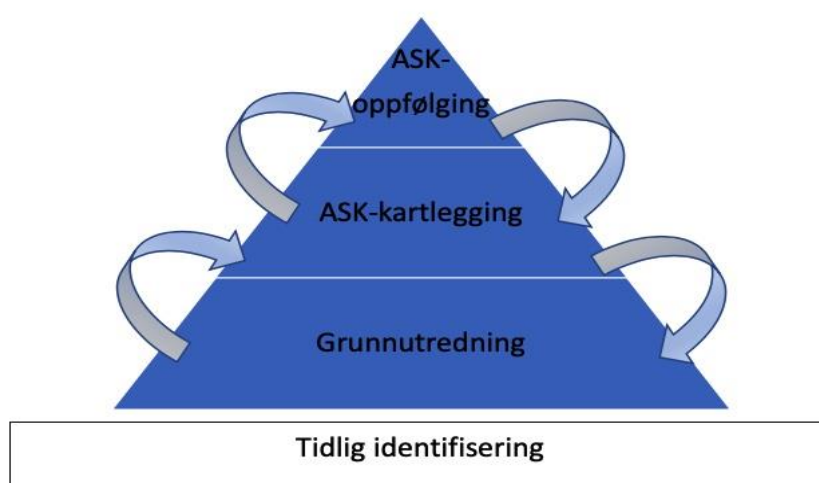 ASK-
oppfølging
ASK-kartlegging
Grunnutredning
Tidlig identifisering